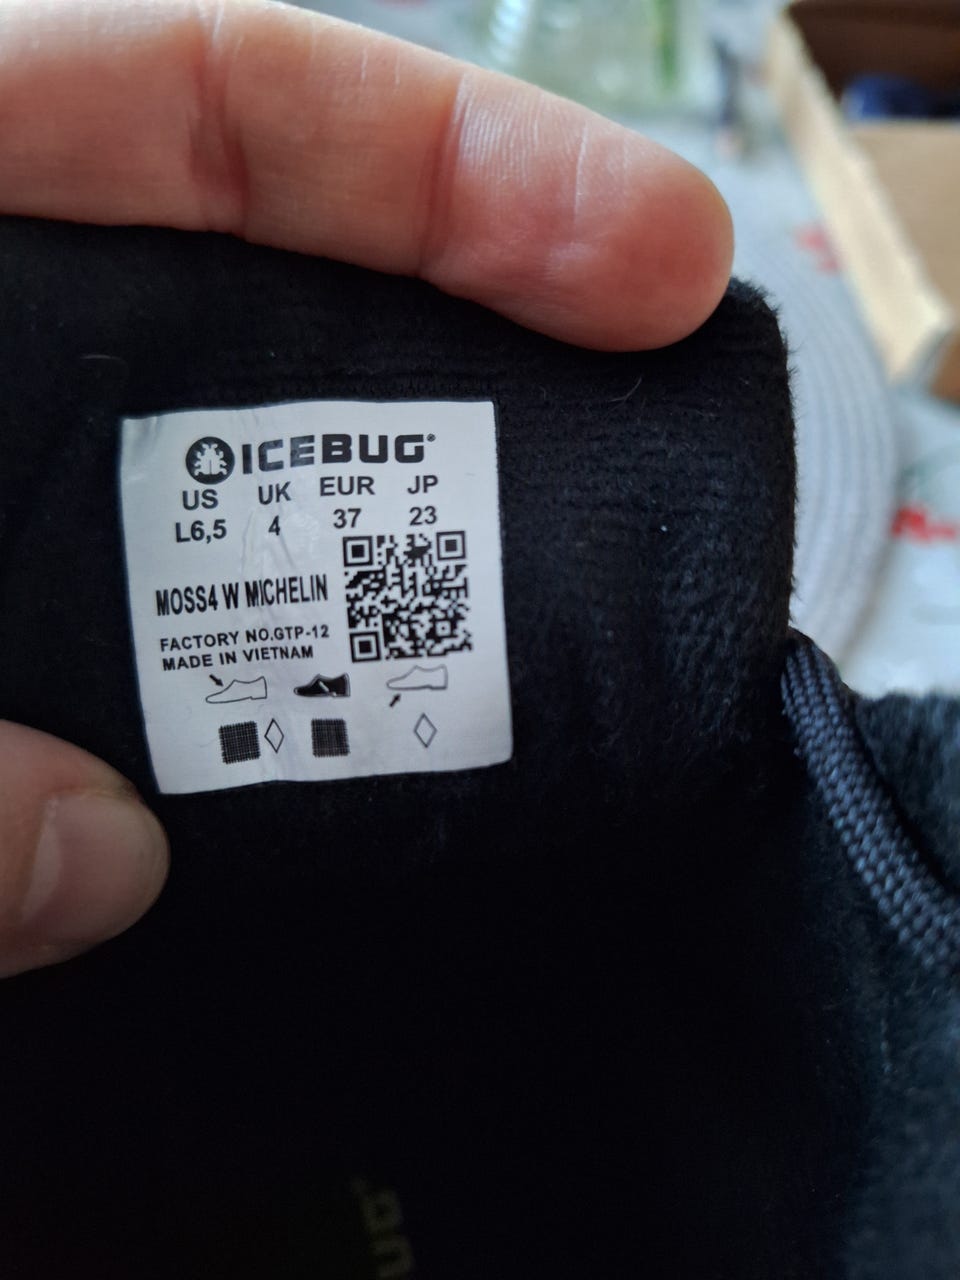 ICEBUG®
US UK EUR JP
L6,5 4 37 23
MOSS4 W MICHELIN
FACTORY NO.GTP-12
MADE IN VIETNAM